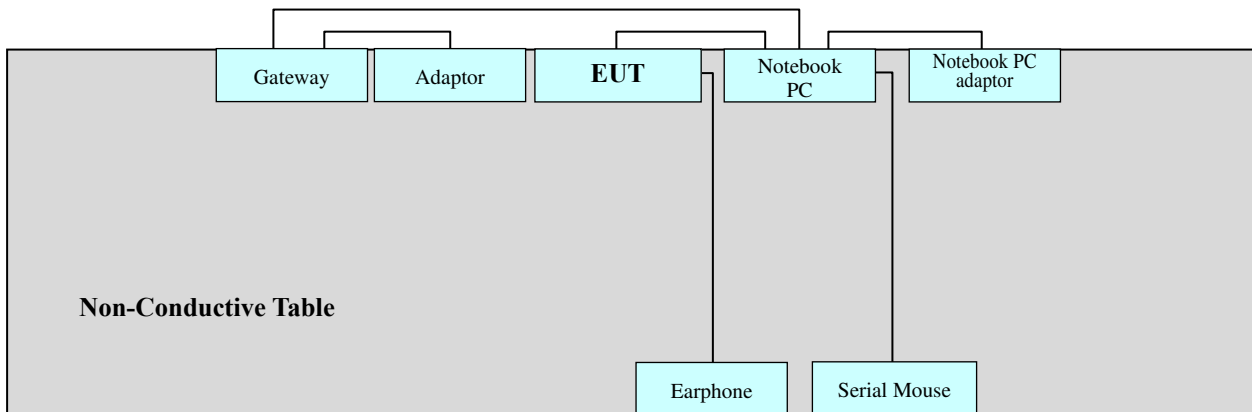 Gateway
Adaptor
EUT
Notebook
PC
Notebook PC
adaptor
Non-Conductive Table
Earphone
Serial Mouse